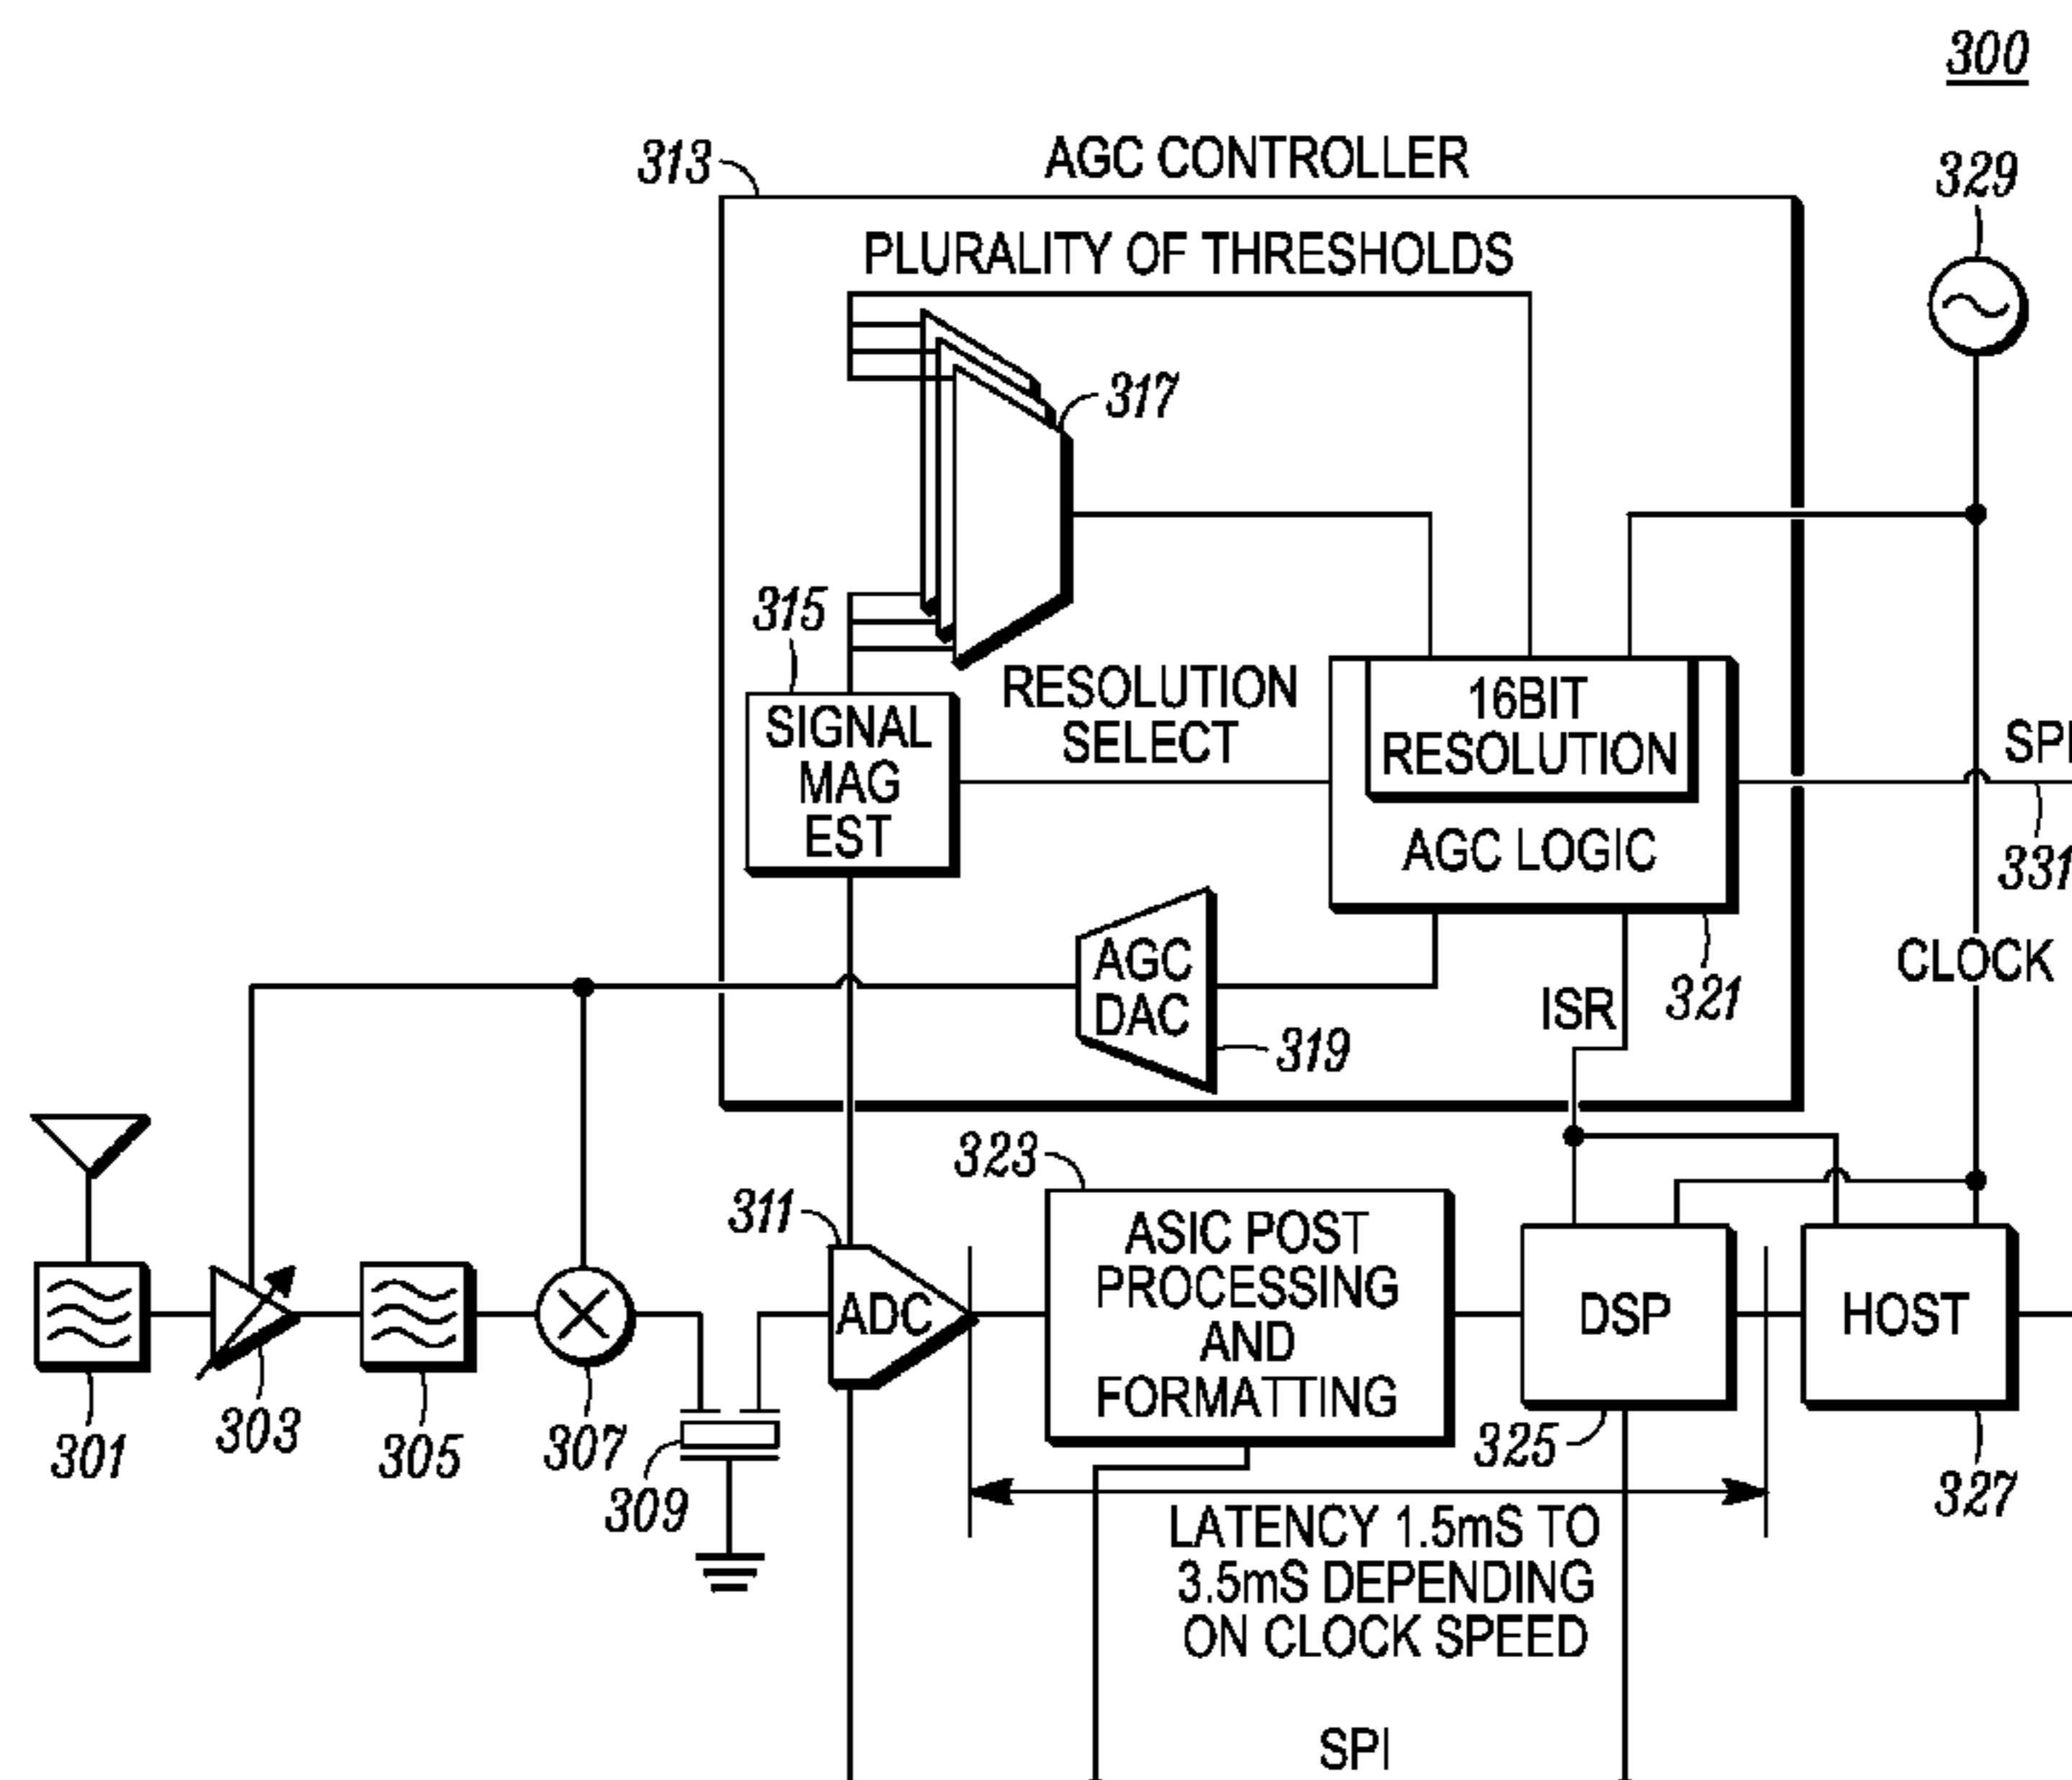 300
313
AGC CONTROLLER
329
PLURALITY OF THRESHOLDS
317
315
RESOLUTION
SELECT
SIGNAL
MAG
EST
16BIT
RESOLUTION
AGC LOGIC
SPI
331
CLOCK
AGC
DAC
319
ISR
321
323
311
ASIC POST
PROCESSING
AND
FORMATTING
ADC
DSP
HOST
301
303
305
307
309
325
327
LATENCY 1.5mS TO
3.5mS DEPENDING
ON CLOCK SPEED
SPI